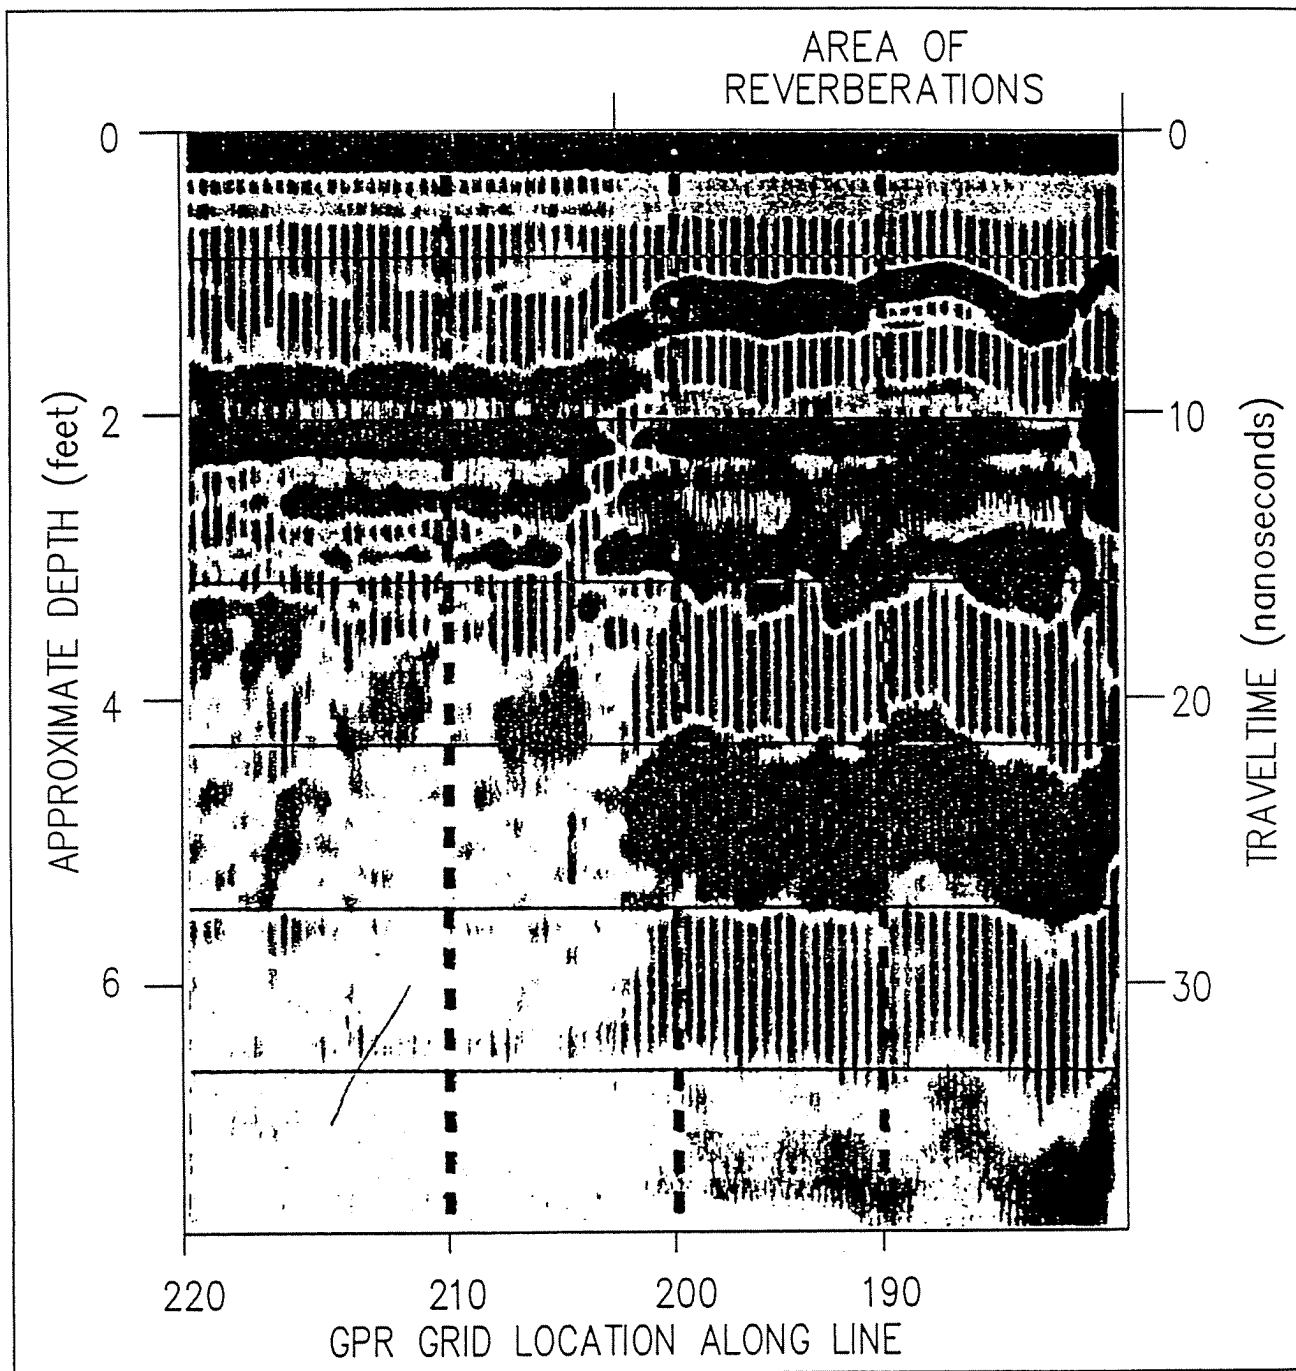 AREA OF
REVERBERATIONS
0
2
4
6
APPROXIMATE DEPTH (feet)
0
10
20
30
TRAVELTIME (nanoseconds)
220 210 200 190
GPR GRID LOCATION ALONG LINE